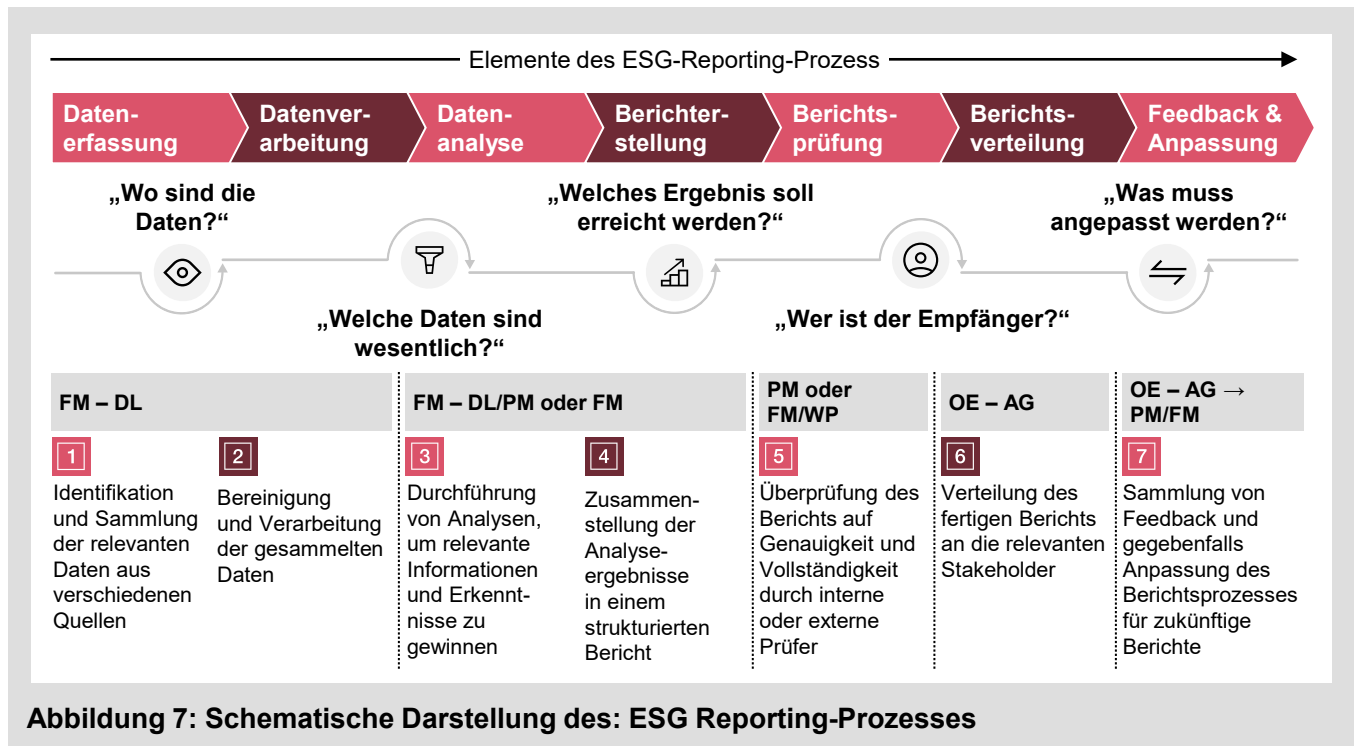 Elemente des ESG-Reporting-Prozess
Daten-
erfassung
Datenver-
arbeitung
Daten-
analyse
Berichter-
stellung
Berichts-
prüfung
Berichts-
verteilung
Feedback &
Anpassung
„Wo sind die
Daten?“
„Welche Daten sind
wesentlich?“
„Welches Ergebnis soll
erreicht werden?“
„Wer ist der Empfänger?“
„Was muss
angepasst werden?“
FM – DL
FM – DL/PM oder FM
PM oder
FM/WP
OE – AG
OE – AG →
PM/FM
1
Identifikation
und Sammlung
der relevanten
Daten aus
verschiedenen
Quellen
2
Bereinigung
und Verarbeitung
der gesammelten
Daten
3
Durchführung
von Analysen,
um relevante
Informationen
und Erkennt-
nisse zu
gewinnen
4
Zusammen-
stellung der
Analyse-
ergebnisse
in einem
strukturierten
Bericht
5
Überprüfung des
Berichts auf
Genauigkeit und
Vollständigkeit
durch interne
oder externe
Prüfer
6
Verteilung des
fertigen Berichts
an die relevanten
Stakeholder
7
Sammlung von
Feedback und
gegebenfalls
Anpassung des
Berichtsprozesses
für zukünftige
Berichte
Abbildung 7: Schematische Darstellung des: ESG Reporting-Prozesses